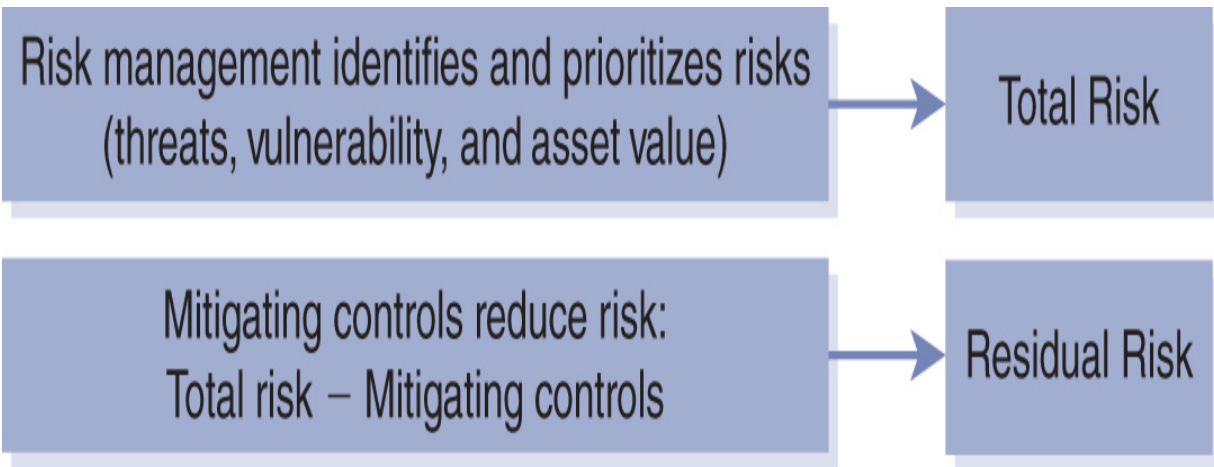 Risk management identifies and prioritizes risks
(threats, vulnerability, and asset value)
Total Risk
Mitigating controls reduce risk:
Total risk – Mitigating controls
Residual Risk